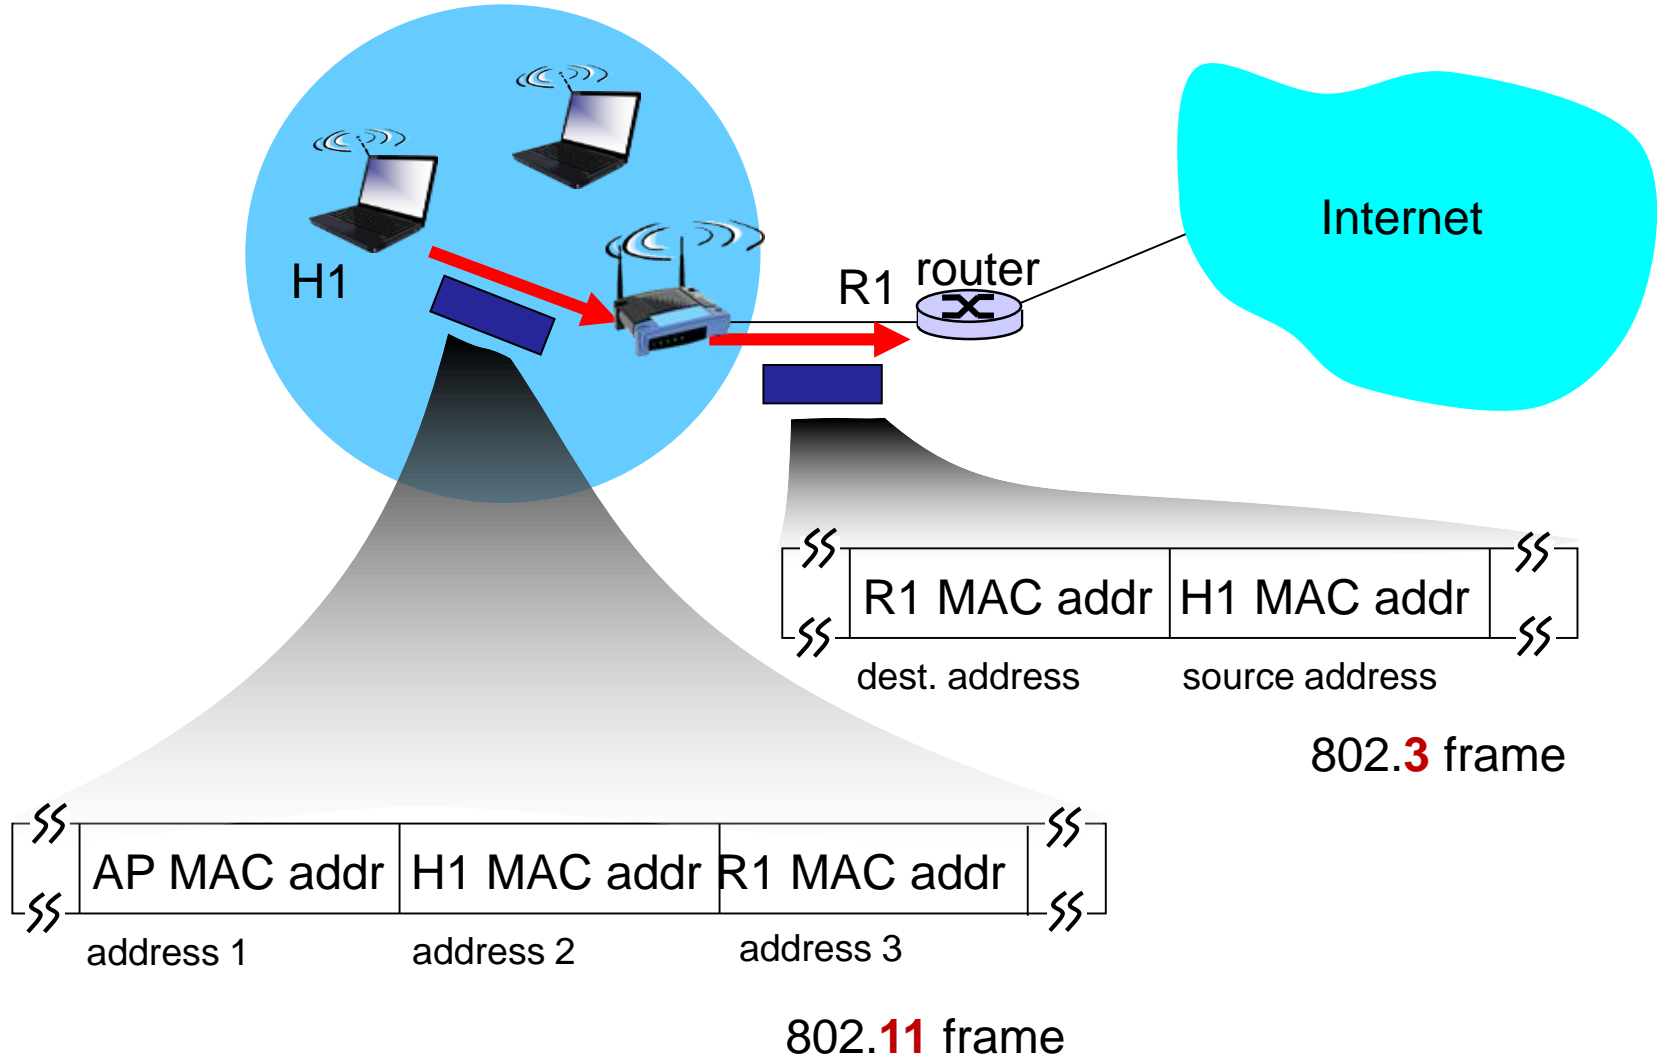 Internet
router
R1
H1
R1 MAC addr H1 MAC addr
dest. address source address
802.3 frame
AP MAC addr H1 MAC addr R1 MAC addr
address 1 address 2 address 3
802.11 frame